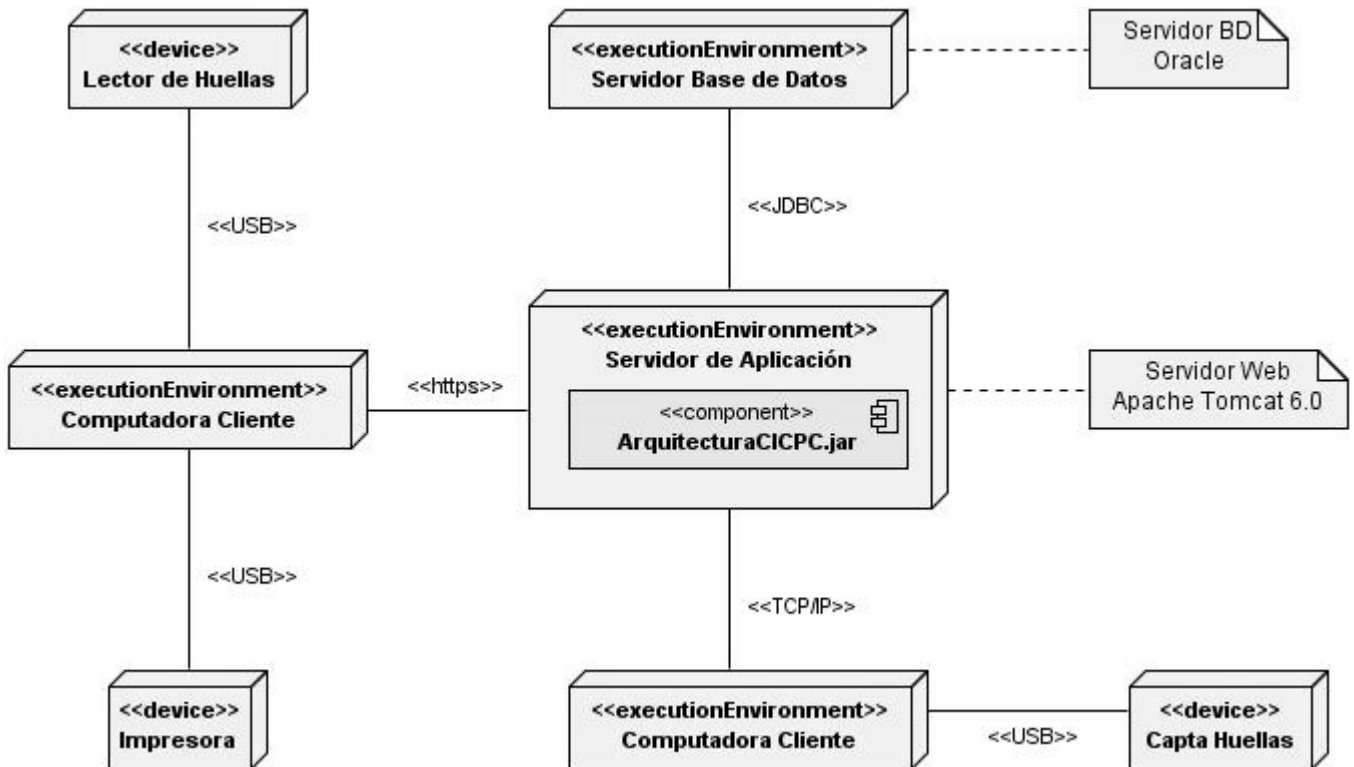 <<device>>
Lector de Huellas
<<executionEnvironment>>
Servidor Base de Datos
Servidor BD
Oracle
<<USB>>
<<JDBC>>
<<executionEnvironment>>
Computadora Cliente
<<https>>
<<executionEnvironment>>
Servidor de Aplicación
<<component>>
ArquitecturaCICPC.jar
Servidor Web
Apache Tomcat 6.0
<<USB>>
<<TCP/IP>>
<<device>>
Impresora
<<executionEnvironment>>
Computadora Cliente
<<USB>>
<<device>>
Capta Huellas